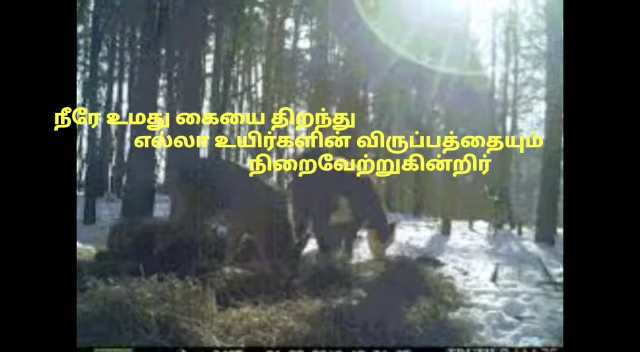 நீரே உமது கையை திறந்து
எல்லா உயிர்களின் விருப்பத்தையும்
நிறைவேற்றுகின்றிர்